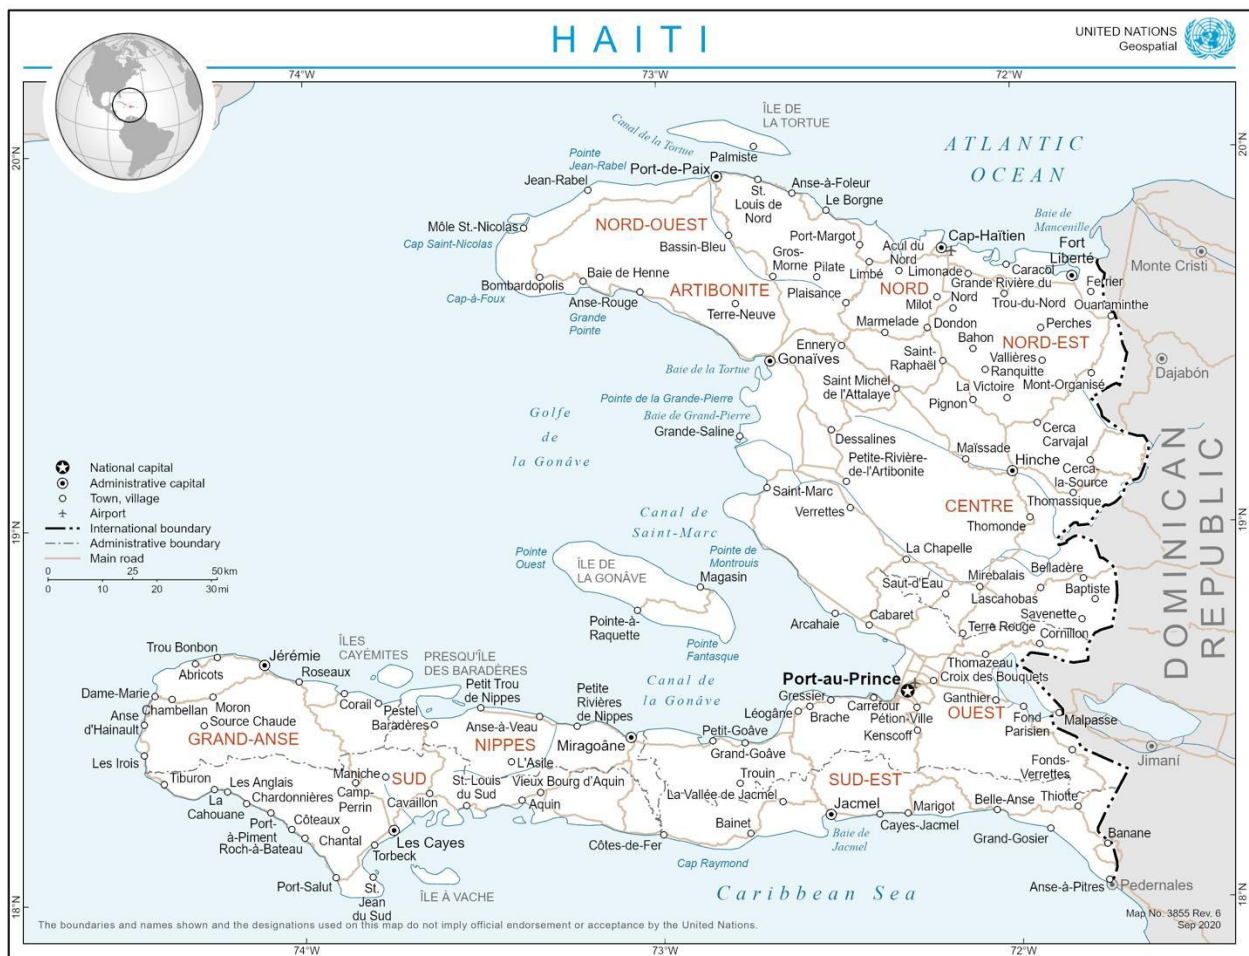 HAITI
UNITED NATIONS
Geospatial
74°W
73°W
72°W
20°N
20°N
ÎLE DE
LA TORTUE
Canal de la Tortue
Palmiste
ATLANTIC
OCEAN
Pointe
Jean-Rabel
Port-de-Paix
Jean-Rabel
St.
Louis de
Nord
Anse-à-Foleur
Le Borgne
Môle St.-Nicolas
Cap Saint-Nicolas
NORD-OUEST
Bassin-Bleu
Port-Margot
Acul du
Nord
Cap-Haïtien
Baie de
Mancenille
Fort
Liberté
Monte Cristi
Gros-
Morne
Pilate
Limbé
Limonade
Caracol
Ferrier
Baie de Henne
Bombardopolis
Cap-à-Foux
Anse-Rouge
Grande
Pointe
ARTIBONITE
Terre-Neuve
Plaisance
NORD
Milot
Grande Rivière du
Nord
Trou-du-Nord
Ouanaminthe
Marmelade
Dondon
Perches
Bahon
NORD-EST
Ennery
Gonaïves
Saint-
Raphaël
Vallières
Ranquitte
Dajabón
Baie de la Tortue
Saint Michel
de l'Attalaye
La Victoire
Mont-Organisé
Pignon
Pointe de la Grande-Pierre
Baie de Grand-Pierre
Grande-Saline
Golfe
de
la Gonâve
Dessalines
Cerca
Carvajal
Maïssade
Hinche
Petite-Rivière-
de-l'Artibonite
Cerca-
la-Source
Saint-Marc
Verrettes
Thomassique
CENTRE
Thomonde
DOMINICAN
REPUBLIC
National capital
Administrative capital
Town, village
Airport
International boundary
Administrative boundary
Main road
0 25 50 km
0 10 20 30 mi
19°N
19°N
Canal de
Saint-Marc
Pointe
Ouest
ÎLE DE
LA GONÂVE
Pointe de
Montrouis
Magasin
La Chapelle
Saut-d'Eau
Mirebalais
Belladère
Lascahobas
Baptiste
Pointe-à-
Raquette
Arcahaie
Cabaret
Savenette
Terre Rouge
Cornillon
Pointe
Fantasque
Trou Bonbon
Abricots
Jérémie
Roseaux
ÎLES
CAYÉMITES
PRESQU'ÎLE
DES BARADÈRES
Petit Trou
de Nippes
Petite
Rivières
de Nippes
Canal de
la Gonâve
Port-au-Prince
Thomazeau
Croix des Bouquets
Dame-Marie
Chambellan
Moron
Source Chaude
Corail
Pestel
Baradères
Anse-à-Veau
Gressier
Léogâne
Brache
Carrefour
Pétion-Ville
Kenscoff
Ganthier
OUEST
Fond
Parisien
Malpasse
Anse
d'Hainault
GRAND-ANSE
NIPPES
Miragoâne
Petit-Goâve
Grand-Goâve
Jimaní
Les Irois
L'Asile
Trouin
Fonds-
Verrettes
Tiburon
Les Anglais
Maniche
SUD
St.-Louis
du Sud
Vieux Bourg d'Aquin
La Vallée de Jacmel
SUD-EST
La
Cahouane
Chardonnières
Camp-
Perrin
Cavaillon
Aquin
Jacmel
Marigot
Belle-Anse
Thiotte
Port-
à-Piment
Côteaux
Chantal
Les Cayes
Bainet
Cayes-Jacmel
Roch-à-Bateau
Torbeck
Côtes-de-Fer
Baie de
Jacmel
Grand-Gosier
Banane
Cap Raymond
Port-Salut
St.
Jean
du Sud
ÎLE À VACHE
Caribbean Sea
Anse-à-Pitres
Pedernales
18°N
18°N
The boundaries and names shown and the designations used on this map do not imply official endorsement or acceptance by the United Nations.
Map No. 3855 Rev. 6
Sep 2020
74°W
73°W
72°W